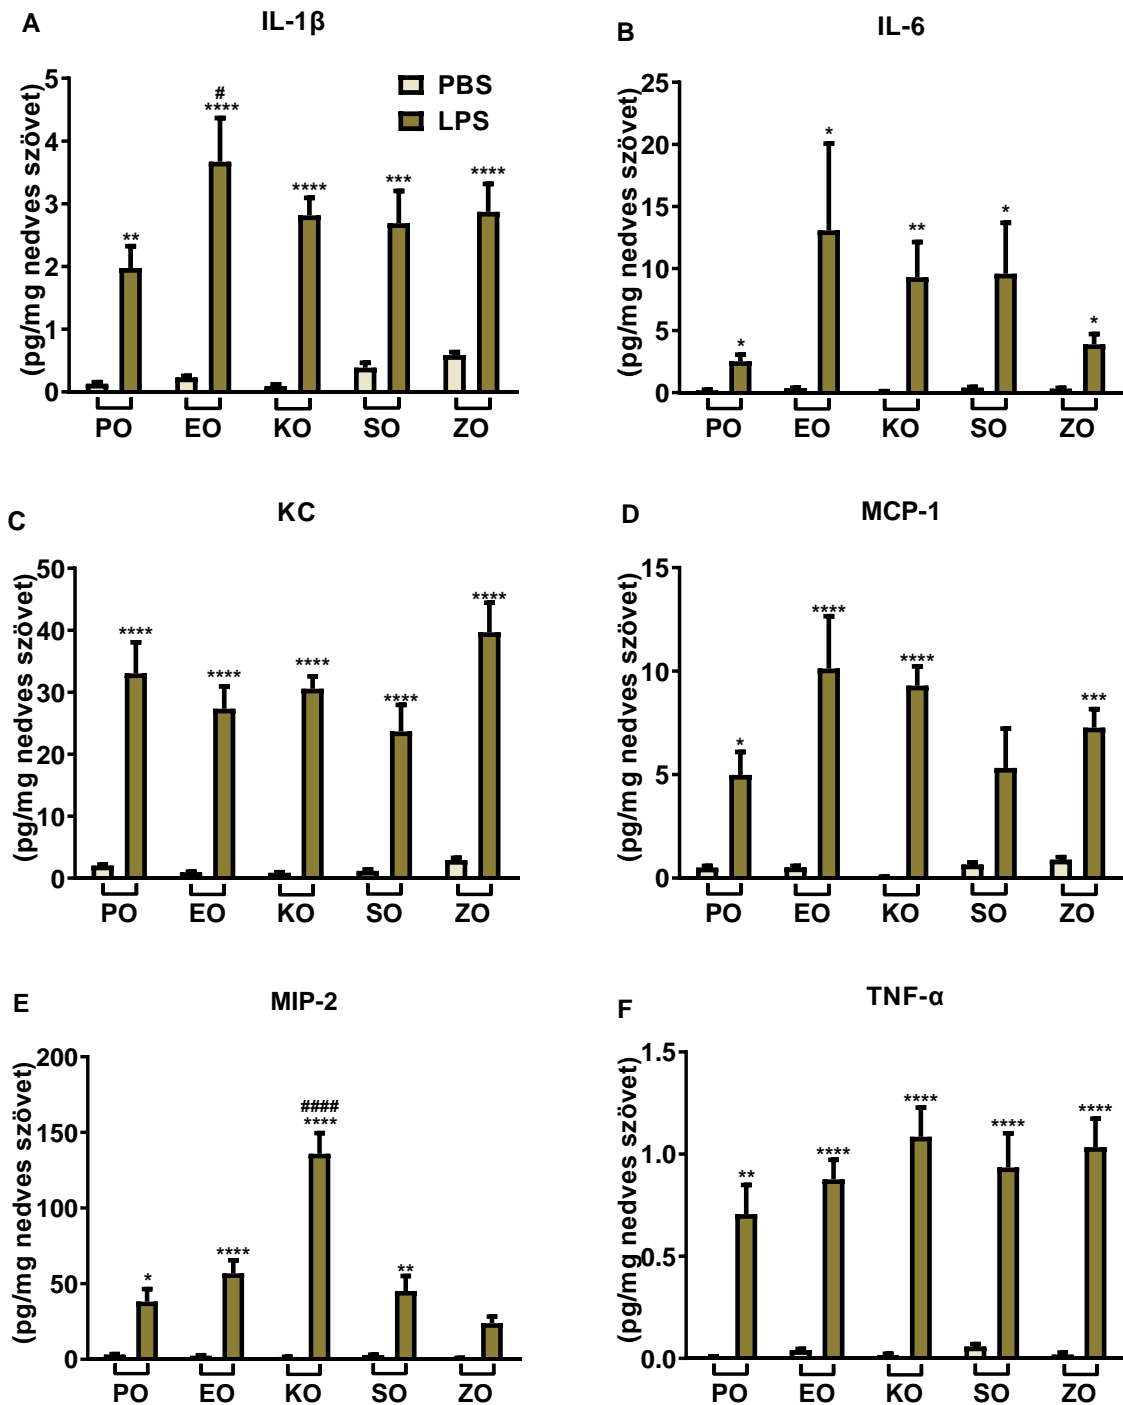 A
IL-1β
(pg/mg nedves szövet)
5
4
3
2
1
0
PBS
LPS
**
#
****
****
***
****
PO
EO
KO
SO
ZO
B
IL-6
(pg/mg nedves szövet)
25
20
15
10
5
0
*
*
**
*
*
PO
EO
KO
SO
ZO
C
KC
(pg/mg nedves szövet)
50
40
30
20
10
0
****
****
****
****
****
PO
EO
KO
SO
ZO
D
MCP-1
(pg/mg nedves szövet)
15
10
5
0
*
****
****
***
PO
EO
KO
SO
ZO
E
MIP-2
(pg/mg nedves szövet)
200
150
100
50
0
*
****
####
****
**
PO
EO
KO
SO
ZO
F
TNF-α
(pg/mg nedves szövet)
1.5
1.0
0.5
0.0
**
****
****
****
****
PO
EO
KO
SO
ZO